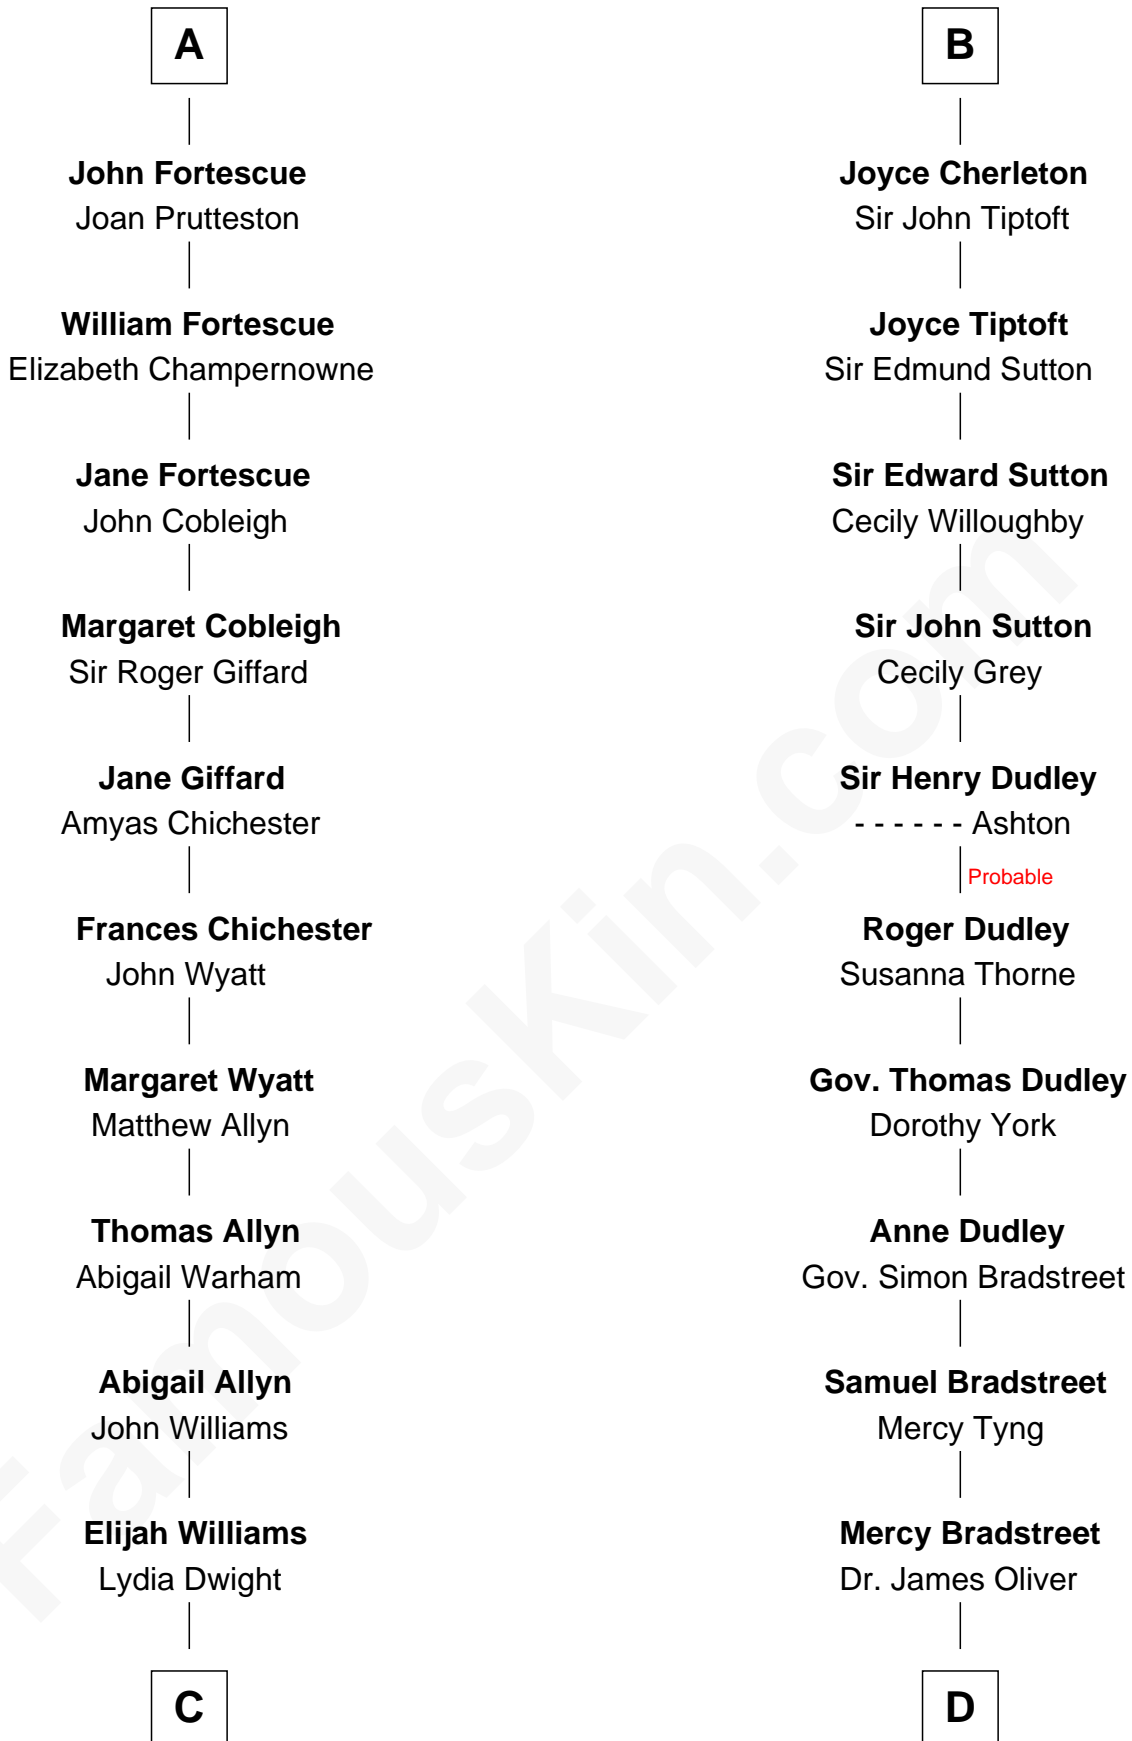 A
John Fortescue
Joan Prutteston
William Fortescue
Elizabeth Champernowne
Jane Fortescue
John Cobleigh
Margaret Cobleigh
Sir Roger Giffard
Jane Giffard
Amyas Chichester
Frances Chichester
John Wyatt
Margaret Wyatt
Matthew Allyn
Thomas Allyn
Abigail Warham
Abigail Allyn
John Williams
Elijah Williams
Lydia Dwight
C
B
Joyce Cherleton
Sir John Tiptoft
Joyce Tiptoft
Sir Edmund Sutton
Sir Edward Sutton
Cecily Willoughby
Sir John Sutton
Cecily Grey
Sir Henry Dudley
- - - - - - Ashton
Probable
Roger Dudley
Susanna Thorne
Gov. Thomas Dudley
Dorothy York
Anne Dudley
Gov. Simon Bradstreet
Samuel Bradstreet
Mercy Tyng
Mercy Bradstreet
Dr. James Oliver
D
FamousKin.com